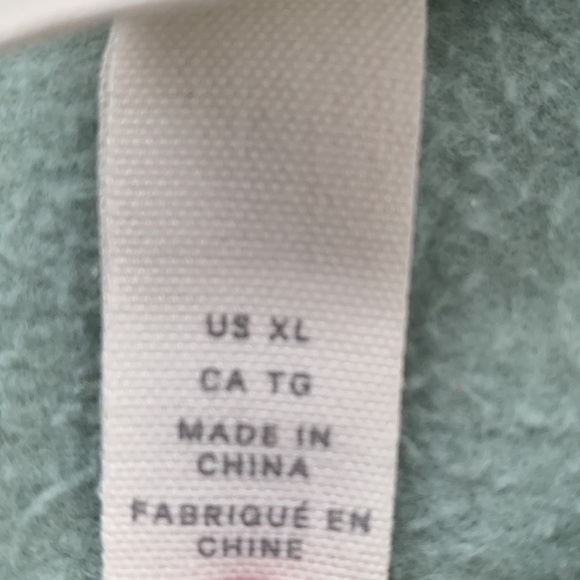 US XL
CA TG
MADE IN
CHINA
FABRIQUÉ EN
CHINE